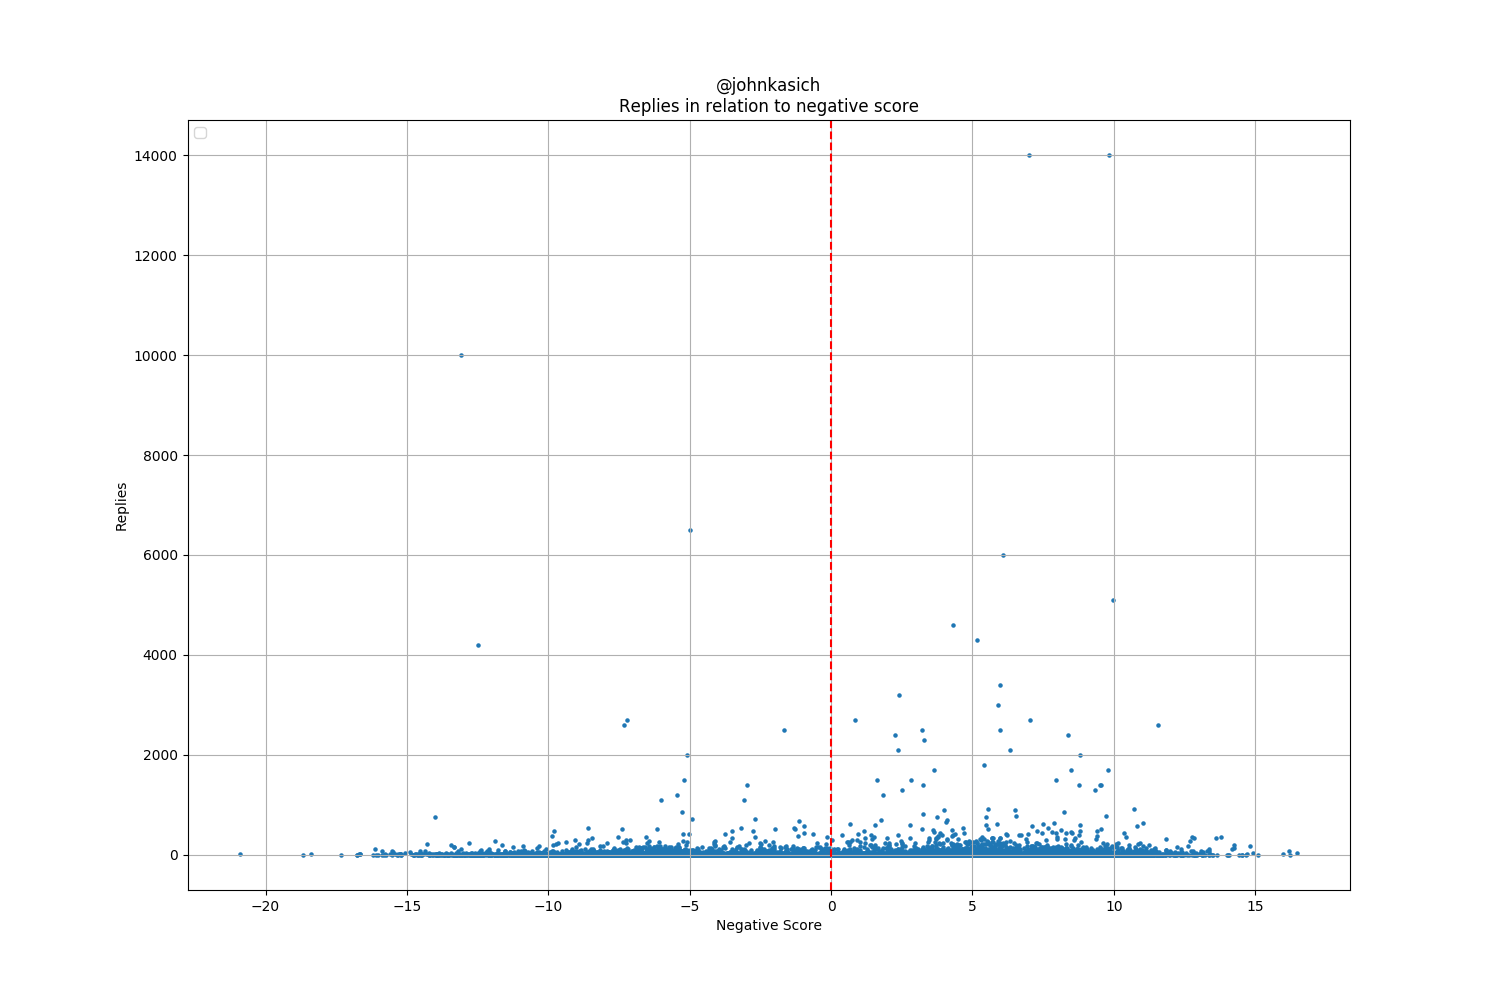 @johnkasich
Replies in relation to negative score
14000
12000
10000
8000
6000
4000
2000
0
Replies
−20 −15 −10 −5 0 5 10 15
Negative Score